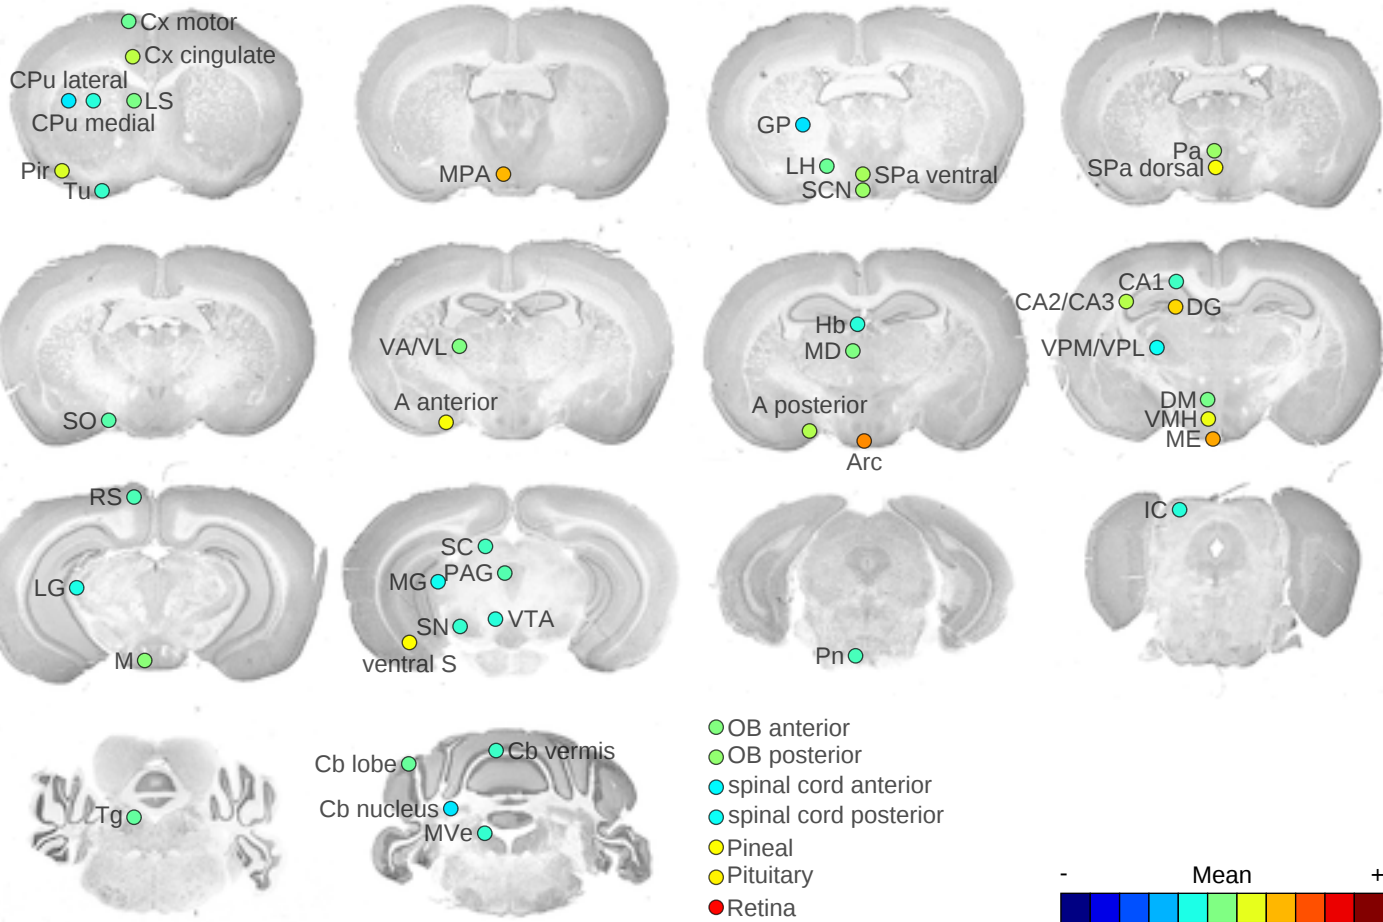 Cx motor
Cx cingulate
CPu lateral
LS
CPu medial
Pir
Tu
MPA
GP
LH
SPa ventral
SCN
Pa
SPa dorsal
SO
VA/VL
A anterior
Hb
MD
A posterior
Arc
CA1
CA2/CA3
DG
VPM/VPL
DM
VMH
ME
RS
LG
M
SC
PAG
MG
VTA
SN
ventral S
Pn
IC
Tg
Cb vermis
Cb lobe
Cb nucleus
MVe
OB anterior
OB posterior
spinal cord anterior
spinal cord posterior
Pineal
Pituitary
Retina
- Mean +